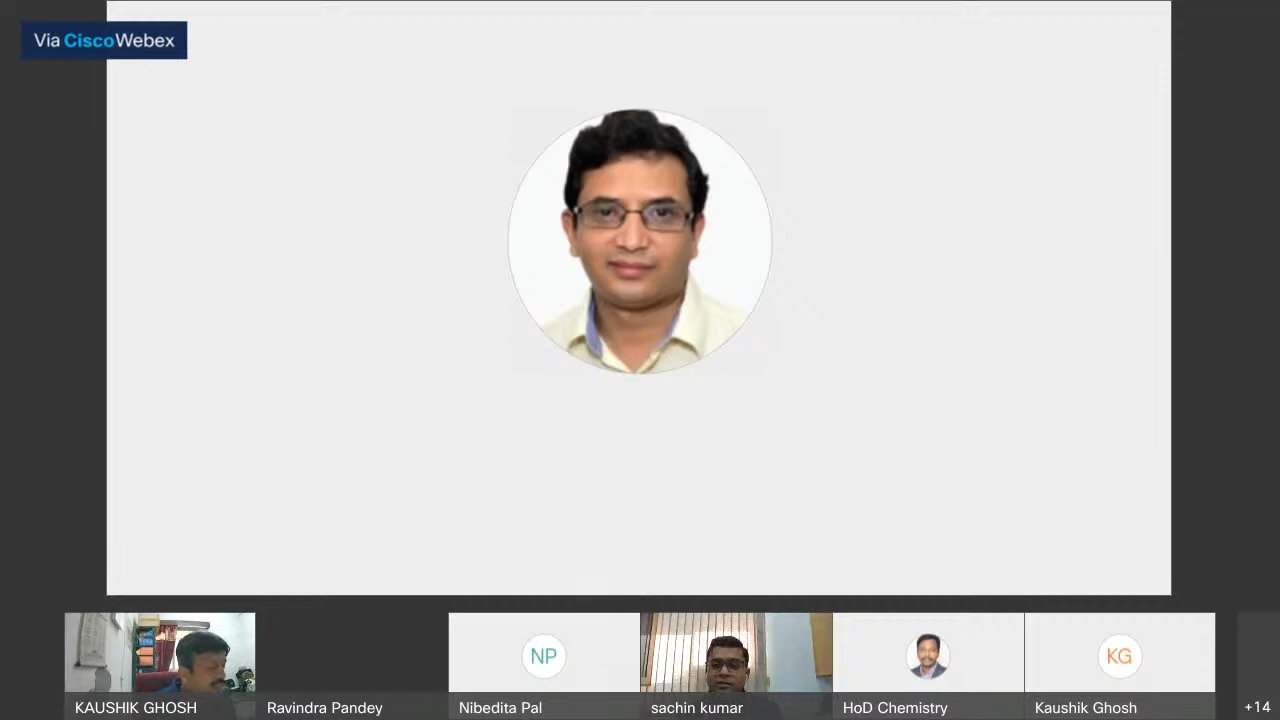 Via CiscoWebex
NP
KG
KAUSHIK GHOSH
Ravindra Pandey
Nibedita Pal
sachin kumar
HoD Chemistry
Kaushik Ghosh
+14